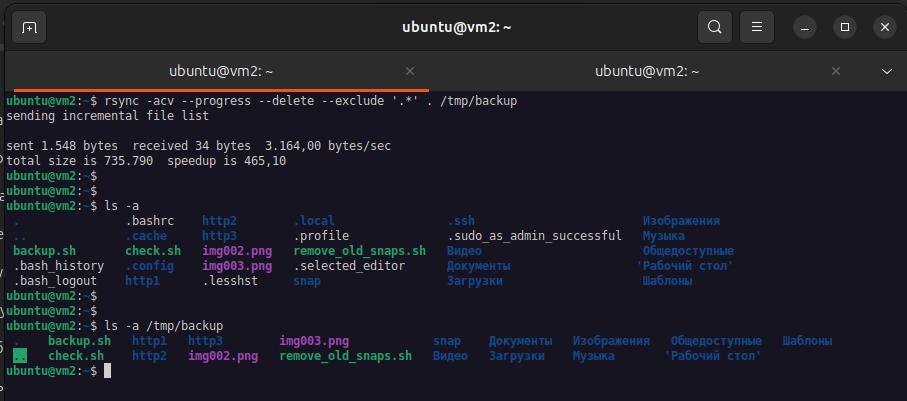 ubuntu@vm2: ~
ubuntu@vm2: ~
ubuntu@vm2: ~
ubuntu@vm2:~$ rsync -acv --progress --delete --exclude '.*' . /tmp/backup
sending incremental file list

sent 1.548 bytes  received 34 bytes  3.164,00 bytes/sec
total size is 735.790  speedup is 465,10
ubuntu@vm2:~$
ubuntu@vm2:~$
ubuntu@vm2:~$ ls -a
.              .bashrc    http2       .local                .ssh                        Изображения
..             .cache     http3       .profile              .sudo_as_admin_successful   Музыка
backup.sh      check.sh   img002.png  remove_old_snaps.sh   Видео                       Общедоступные
.bash_history  .config    img003.png  .selected_editor      Документы                  'Рабочий стол'
.bash_logout   http1      .lesshst    snap                  Загрузки                    Шаблоны
ubuntu@vm2:~$
ubuntu@vm2:~$
ubuntu@vm2:~$ ls -a /tmp/backup
.   backup.sh  http1  http3       img003.png           snap   Документы  Изображения  Общедоступные  Шаблоны
..  check.sh   http2  img002.png  remove_old_snaps.sh  Видео  Загрузки   Музыка      'Рабочий стол'
ubuntu@vm2:~$